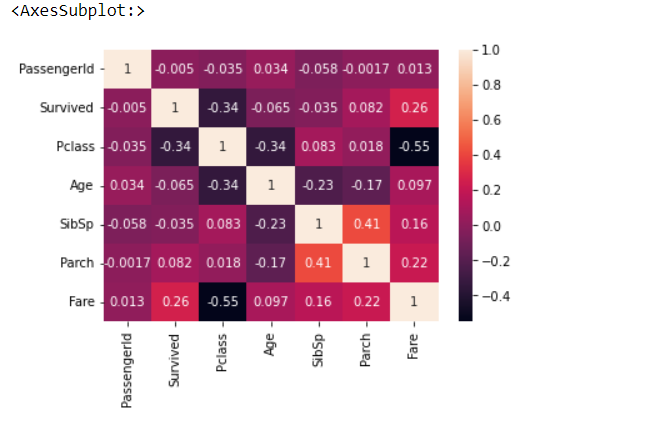 <AxesSubplot:>
PassengerId 1 -0.005 -0.035 0.034 -0.058 -0.0017 0.013
Survived -0.005 1 -0.34 -0.065 -0.035 0.082 0.26
Pclass -0.035 -0.34 1 -0.34 0.083 0.018 -0.55
Age 0.034 -0.065 -0.34 1 -0.23 -0.17 0.097
SibSp -0.058 -0.035 0.083 -0.23 1 0.41 0.16
Parch -0.0017 0.082 0.018 -0.17 0.41 1 0.22
Fare 0.013 0.26 -0.55 0.097 0.16 0.22 1
PassengerId Survived Pclass Age SibSp Parch Fare
1.0
0.8
0.6
0.4
0.2
0.0
−0.2
−0.4